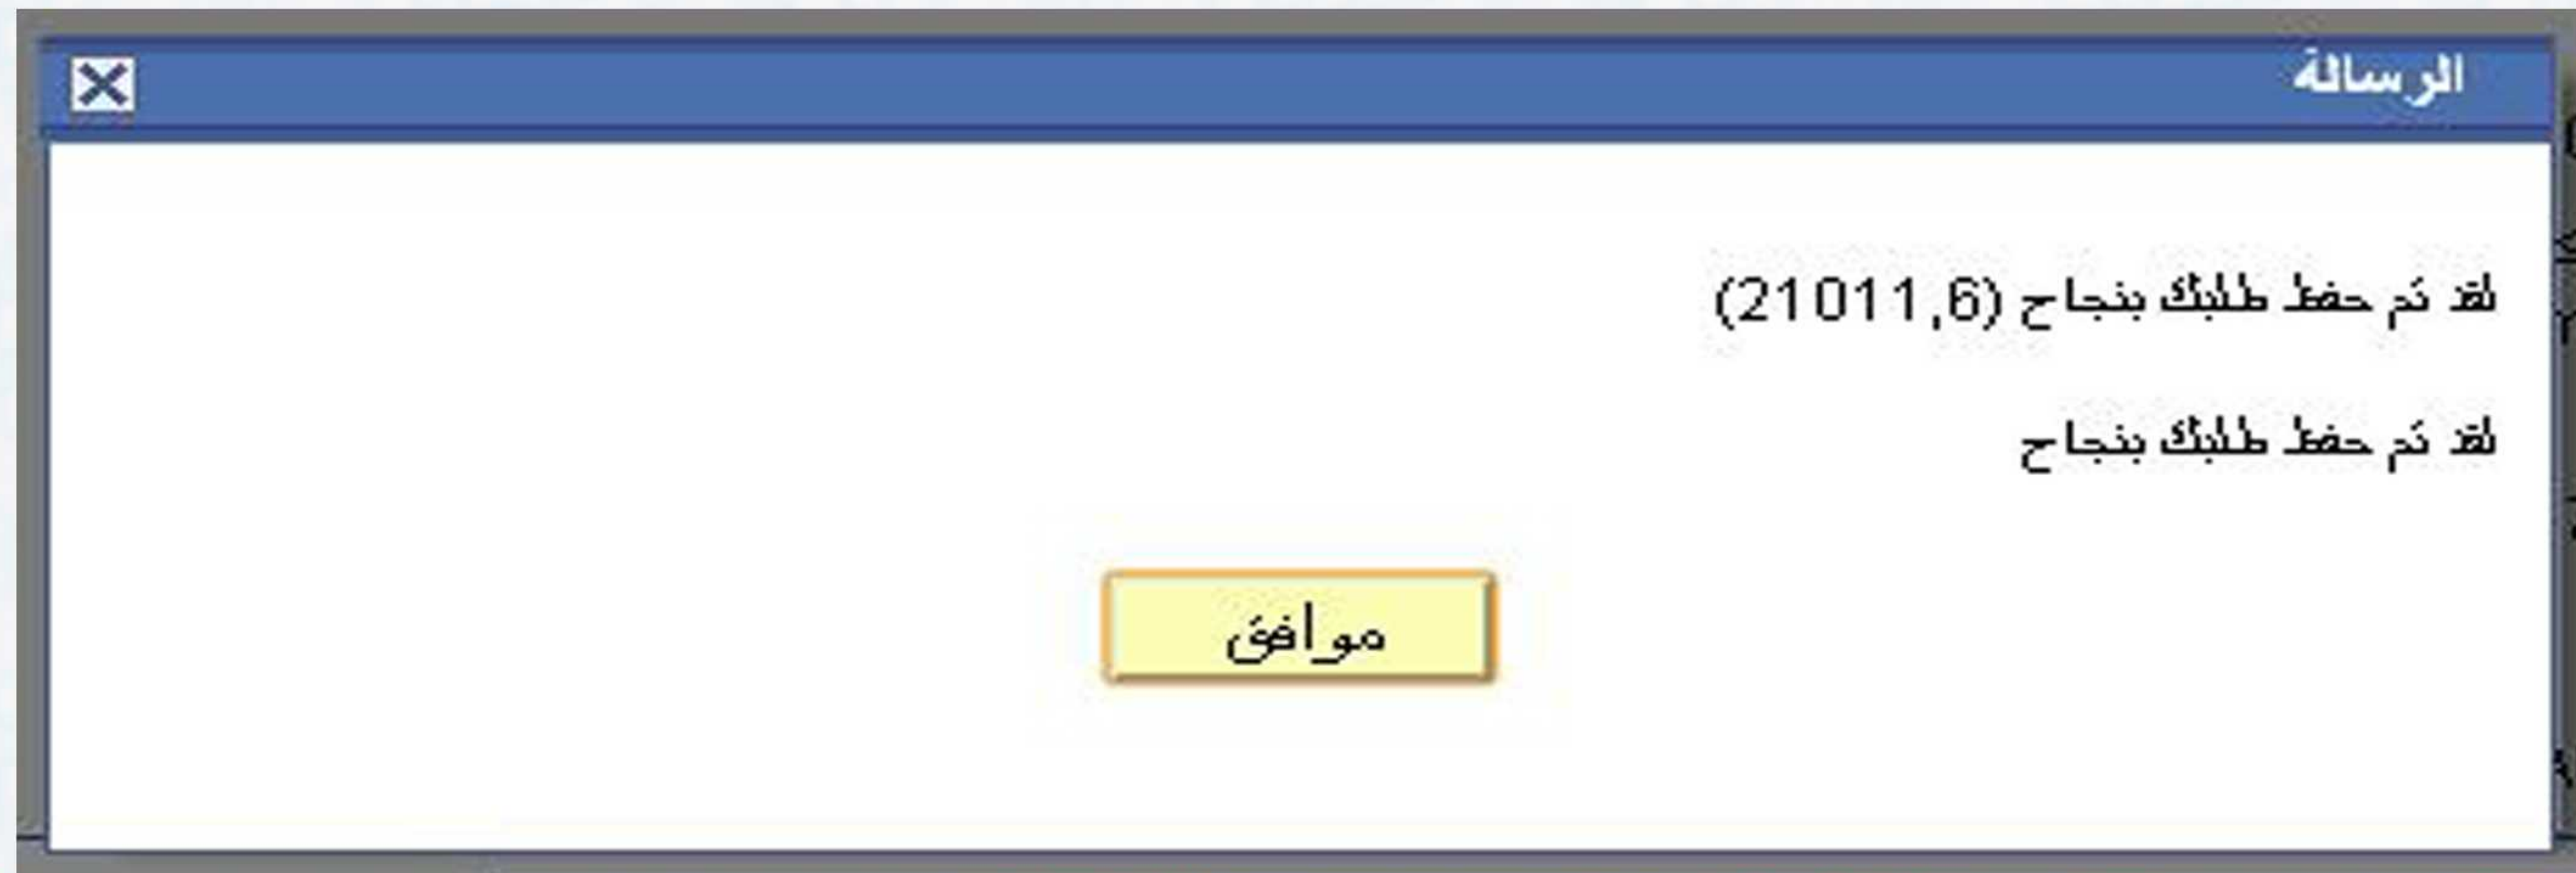 الرسالة
لقد تم حفظ طلبك بنجاح (21011,6)
لقد تم حفظ طلبك بنجاح
موافق